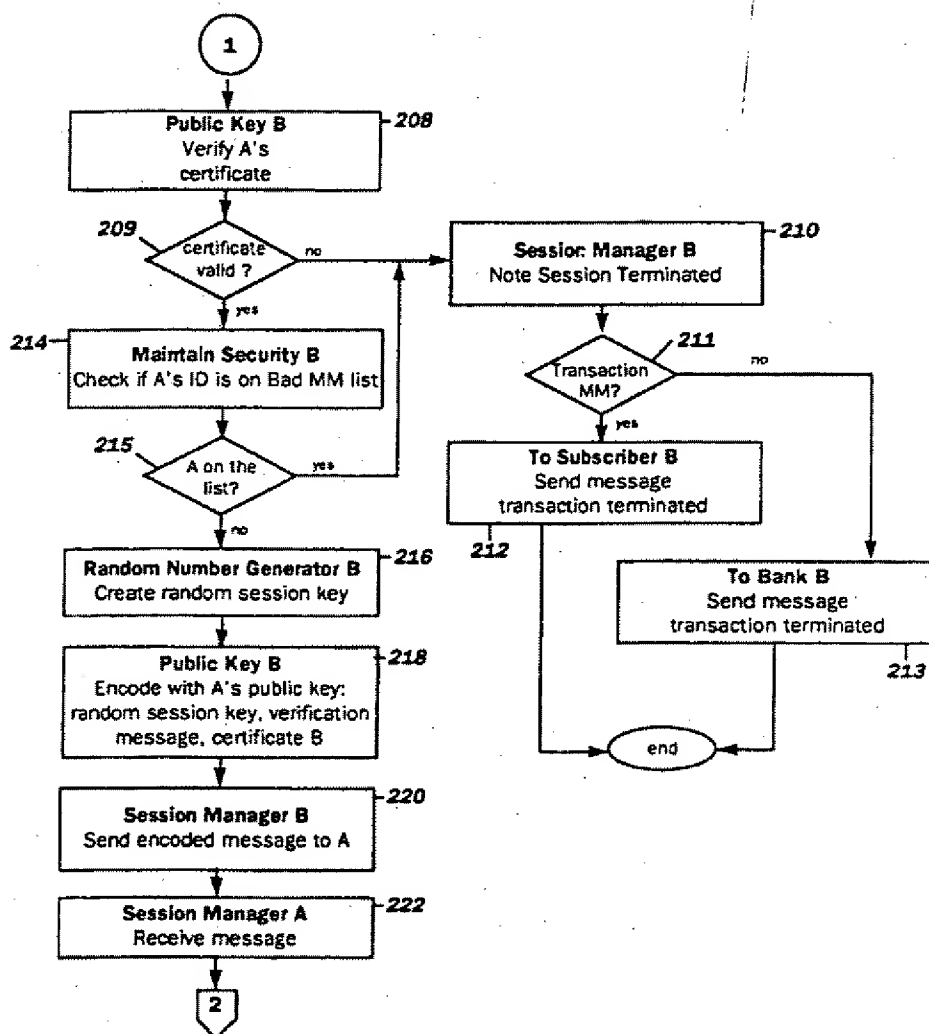 1
Public Key B
208
Verify A's
certificate
209
certificate
valid ?
no
yes
Session Manager B
210
Note Session Terminated
214
Maintain Security B
Check if A's ID is on Bad MM list
211
Transaction
MM?
no
yes
215
A on the
list?
yes
no
To Subscriber B
Send message
transaction terminated
212
Random Number Generator B
216
Create random session key
To Bank B
Send message
transaction terminated
213
Public Key B
218
Encode with A's public key:
random session key, verification
message, certificate B
end
Session Manager B
220
Send encoded message to A
Session Manager A
222
Receive message
2